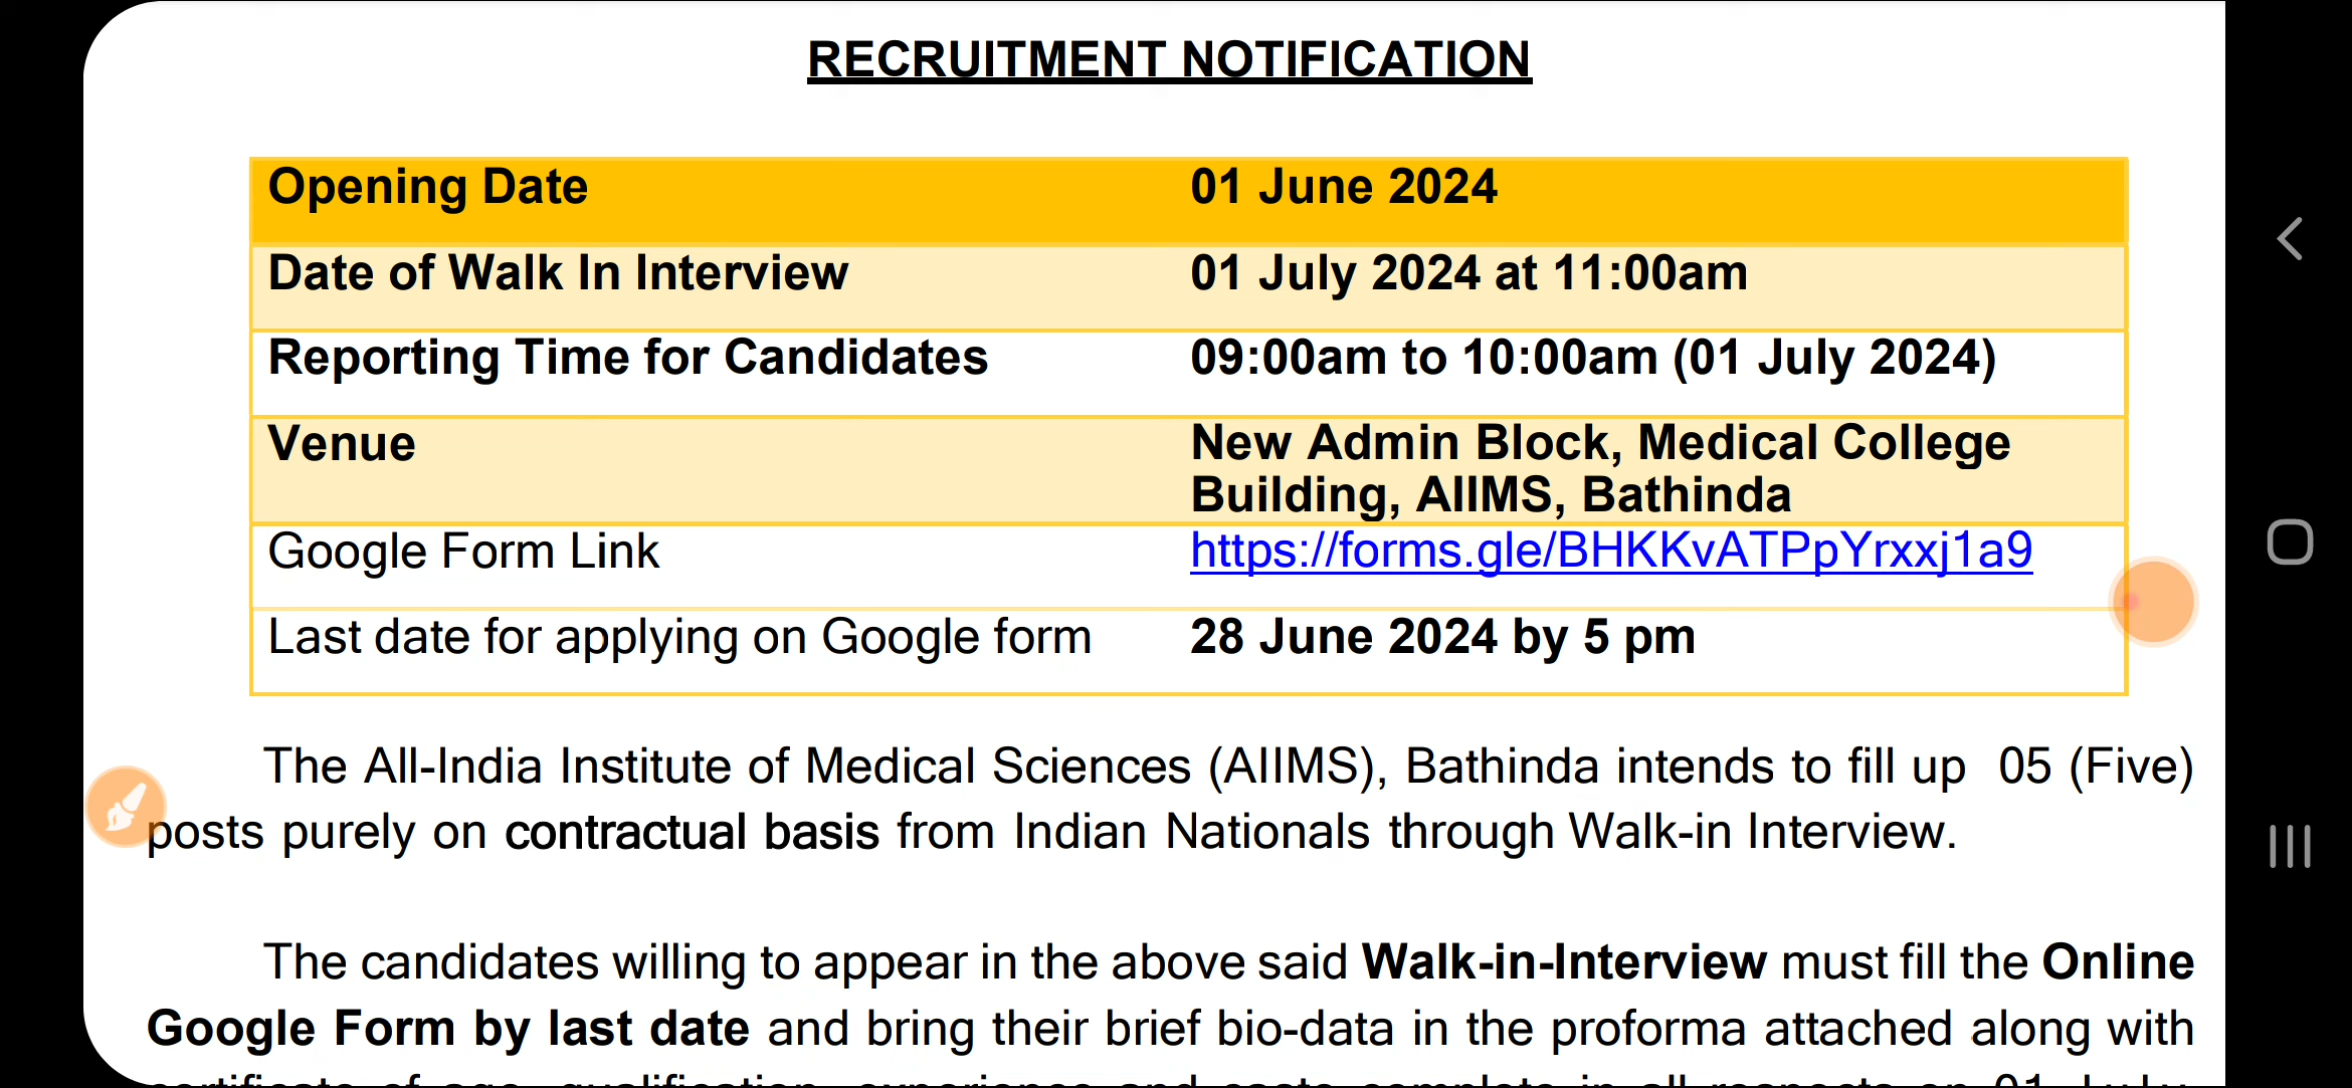 RECRUITMENT NOTIFICATION
Opening Date 01 June 2024
Date of Walk In Interview 01 July 2024 at 11:00am
Reporting Time for Candidates 09:00am to 10:00am (01 July 2024)
Venue New Admin Block, Medical College
Building, AIIMS, Bathinda
Google Form Link https://forms.gle/BHKKvATPpYrxxj1a9
Last date for applying on Google form 28 June 2024 by 5 pm
The All-India Institute of Medical Sciences (AIIMS), Bathinda intends to fill up 05 (Five)
posts purely on contractual basis from Indian Nationals through Walk-in Interview.
The candidates willing to appear in the above said Walk-in-Interview must fill the Online
Google Form by last date and bring their brief bio-data in the proforma attached along with